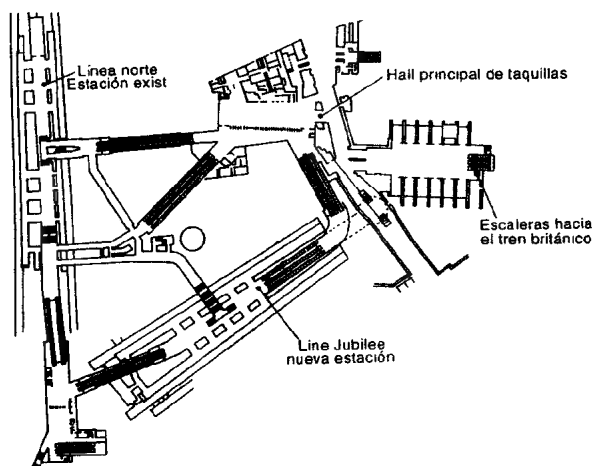 Línea norte
Estación exist
Hall principal de taquillas
Escaleras hacia
el tren británico
Line Jubilee
nueva estación